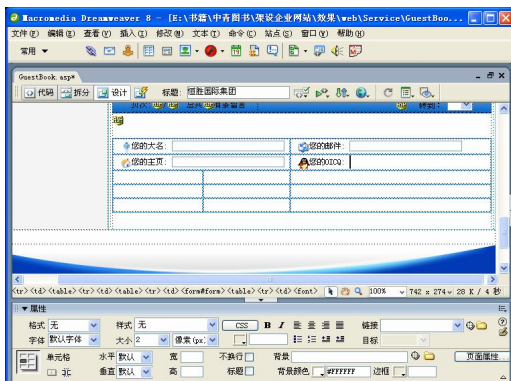 Macromedia Dreamweaver 8 - [E:\书籍\中青图书\架设企业网站\效果\web\Service\GuestBoo...
文件(F) 编辑(E) 查看(V) 插入(I) 修改(M) 文本(T) 命令(C) 站点(S) 窗口(W) 帮助(H)
常用
GuestBook.asp*
代码 拆分 设计 标题: 恒胜国际集团
转到:
您的大名: 您的邮件:
您的主页: 您的OICQ:
<tr><td><table><tr><td><table><tr><td><form#form><table><tr><td><font> 100% 742 x 274 28 K / 4 秒
属性
格式 无 样式 无 CSS B I 链接
字体 默认字体 大小 2 像素(px) 目标
单元格 水平 默认 宽 不换行 背景 页面属性...
垂直 默认 高 标题 背景颜色 #FFFFFF 边框